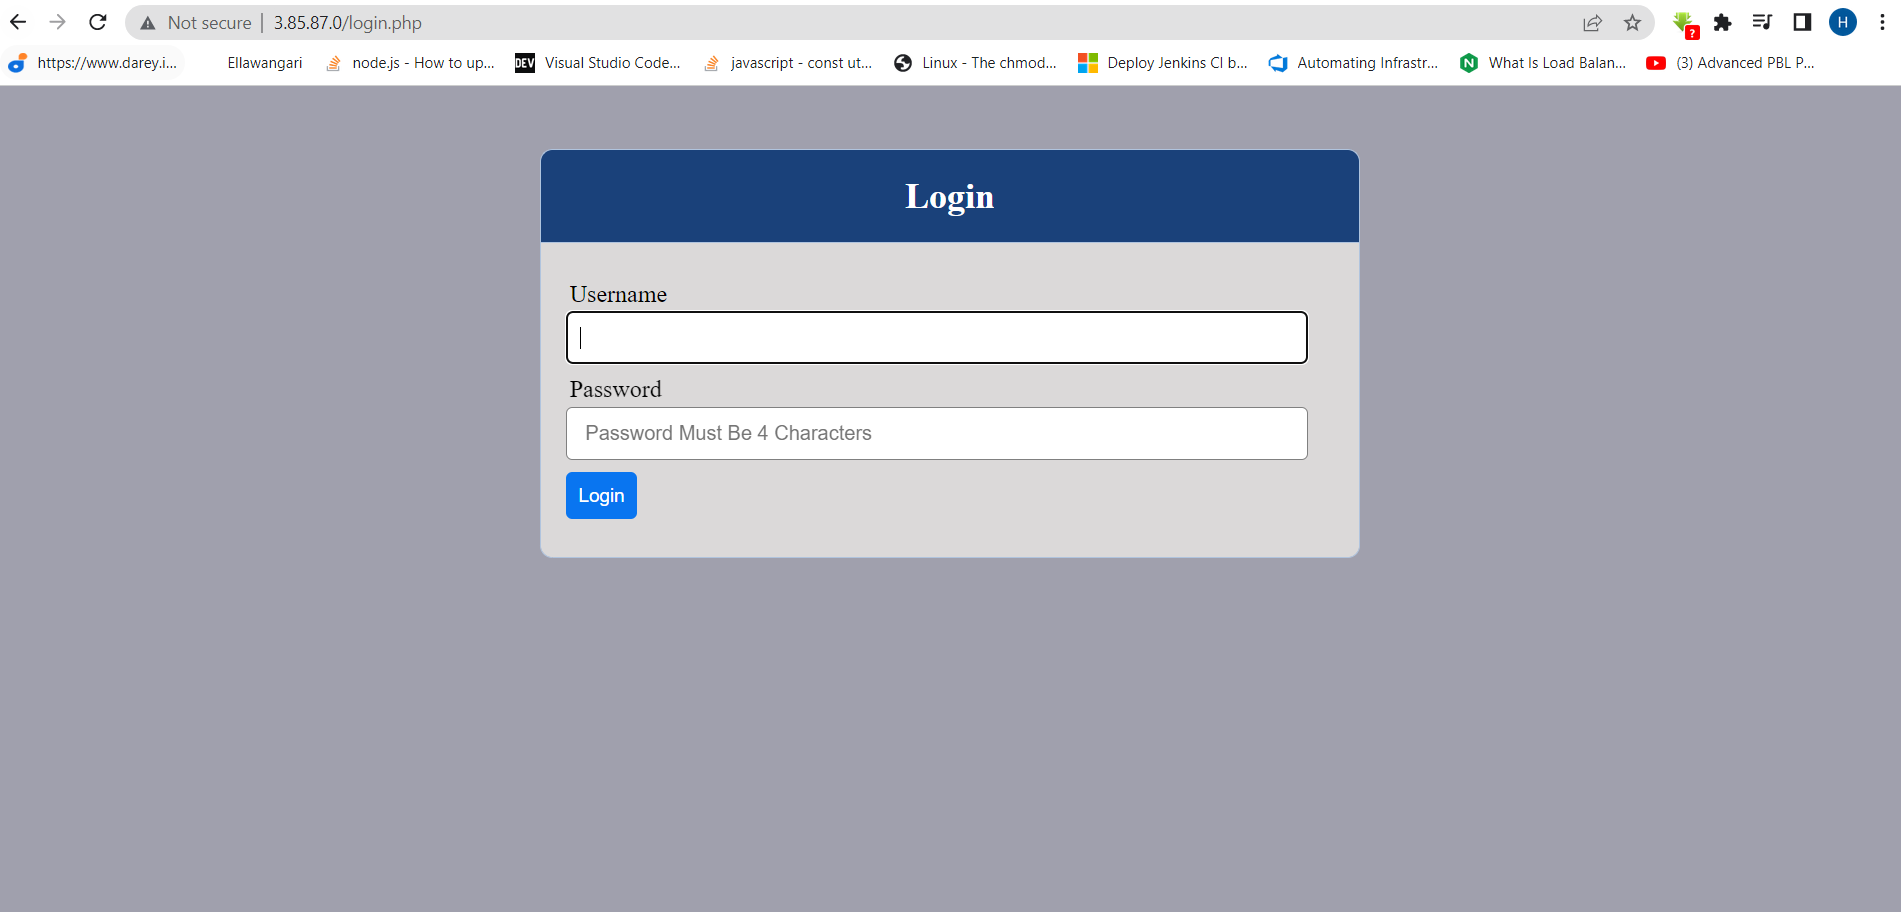 Not secure | 3.85.87.0/login.php
?
H
https://www.darey.i... Ellawangari node.js - How to up... DEV Visual Studio Code... javascript - const ut... Linux - The chmod... Deploy Jenkins CI b... Automating Infrastr... N What Is Load Balan... (3) Advanced PBL P...
Login
Username
Password
Password Must Be 4 Characters
Login